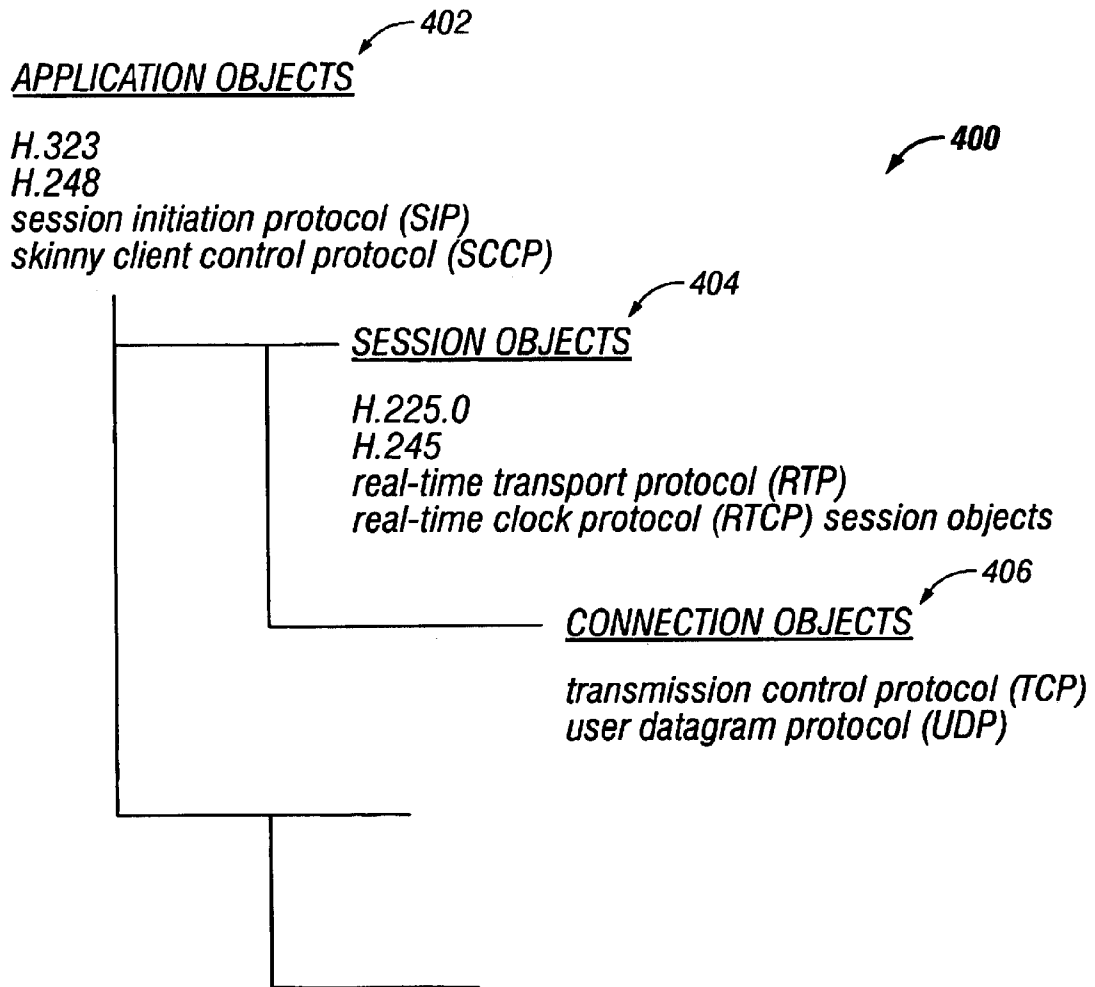 402
APPLICATION OBJECTS
400
H.323
H.248
session initiation protocol (SIP)
skinny client control protocol (SCCP)
404
SESSION OBJECTS
H.225.0
H.245
real-time transport protocol (RTP)
real-time clock protocol (RTCP) session objects
406
CONNECTION OBJECTS
transmission control protocol (TCP)
user datagram protocol (UDP)